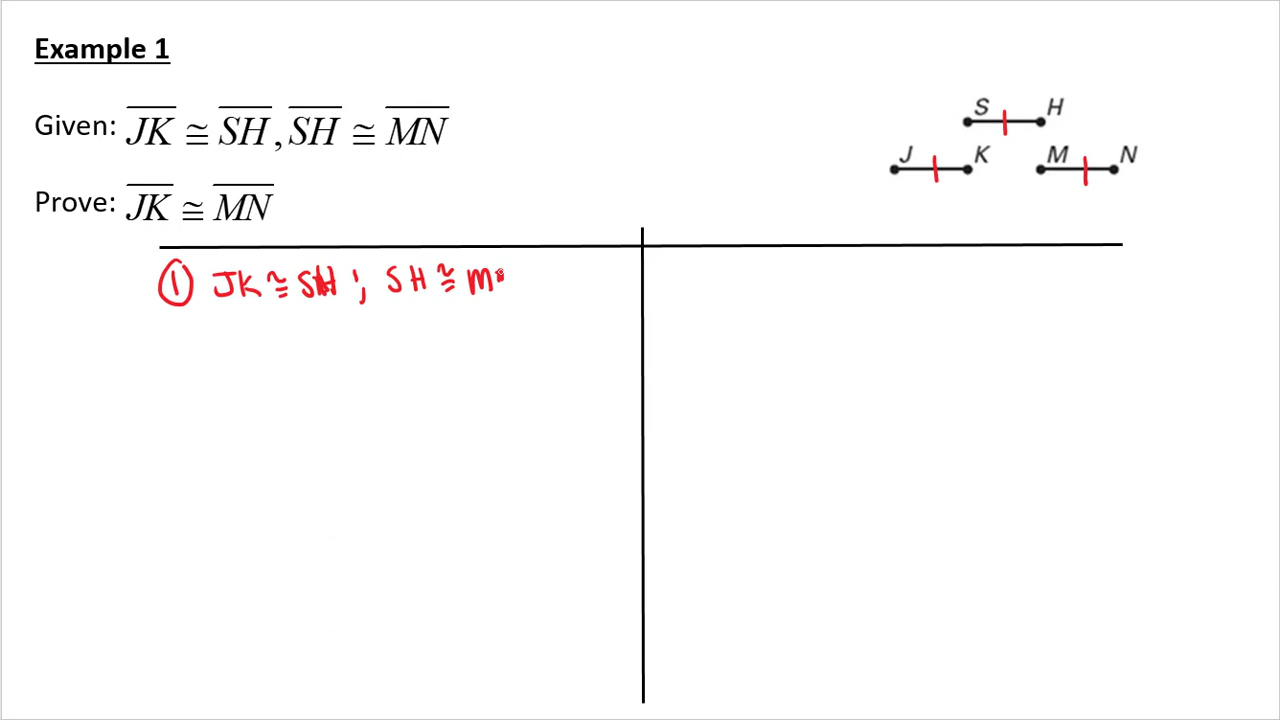 Example 1
Given: JK ≅ SH, SH ≅ MN
S H
J K M N
Prove: JK ≅ MN
① JK ≅ SH ; SH ≅ M